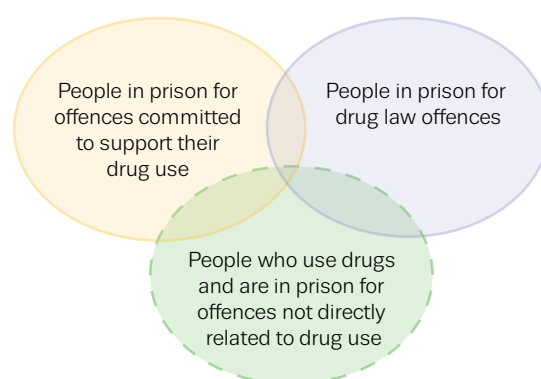 People in prison for
offences committed
to support their
drug use
People in prison for
drug law offences
People who use drugs
and are in prison for
offences not directly
related to drug use